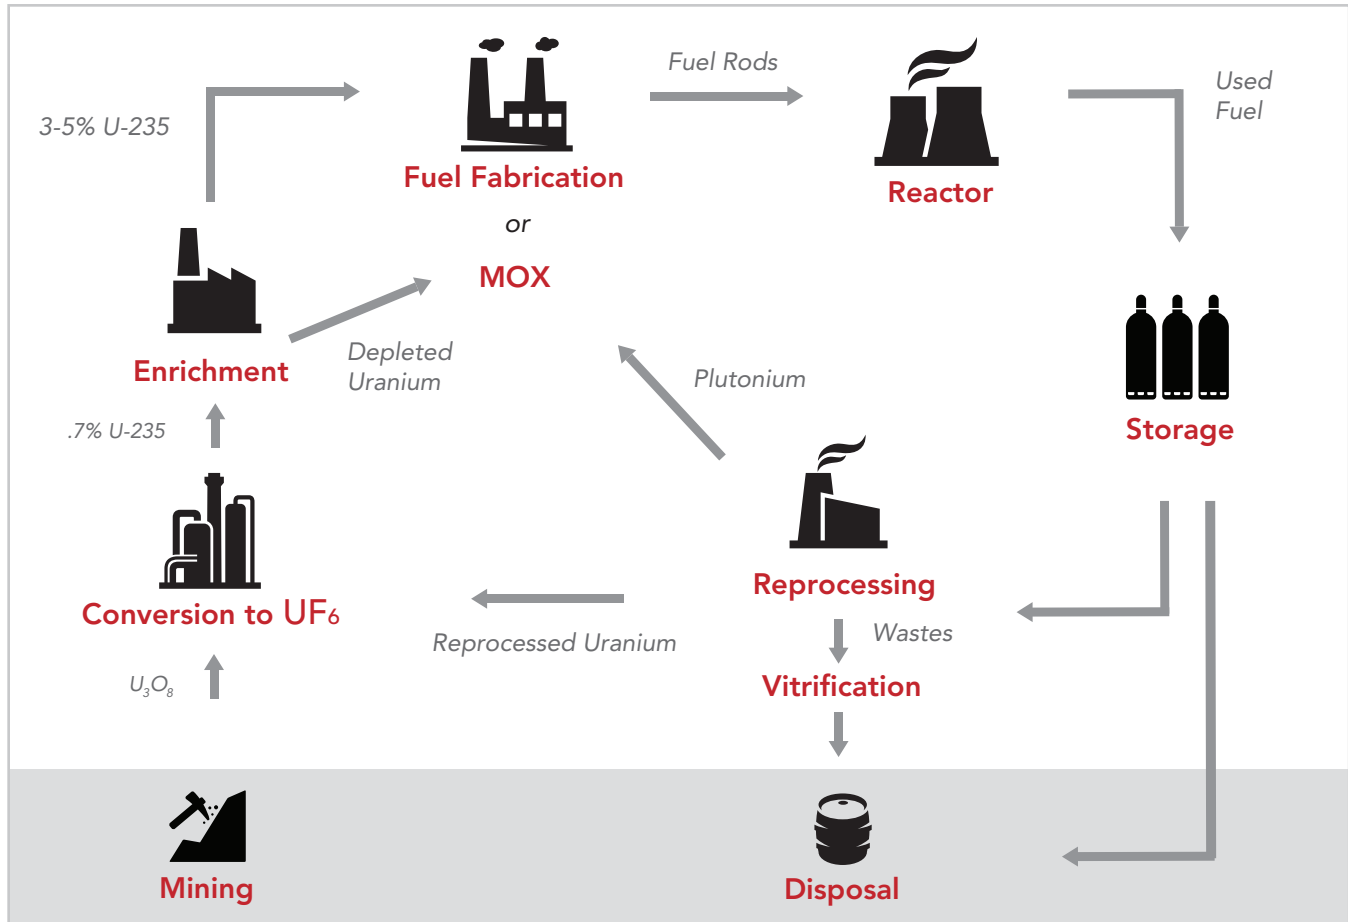 Fuel Rods
Used
Fuel
3-5% U-235
Fuel Fabrication
or
MOX
Reactor
Enrichment
Depleted
Uranium
Plutonium
Storage
.7% U-235
Reprocessing
Conversion to UF₆
Reprocessed Uranium
Wastes
U₃O₈
Vitrification
Mining
Disposal